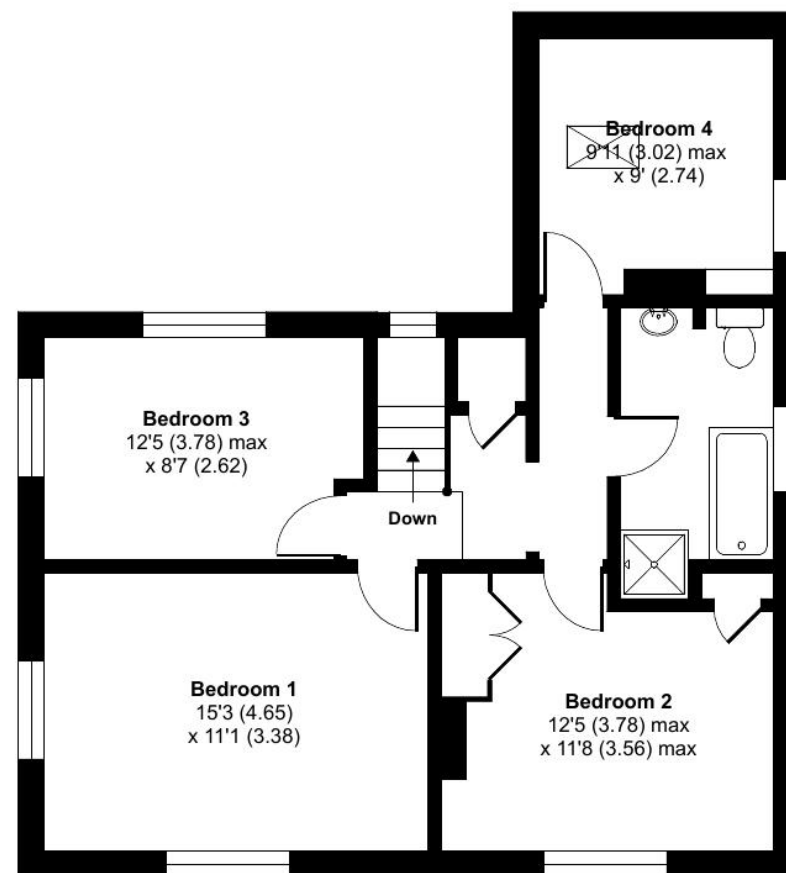 Bedroom 4
9'11 (3.02) max
x 9' (2.74)
Bedroom 3
12'5 (3.78) max
x 8'7 (2.62)
Down
Bedroom 1
15'3 (4.65)
x 11'1 (3.38)
Bedroom 2
12'5 (3.78) max
x 11'8 (3.56) max